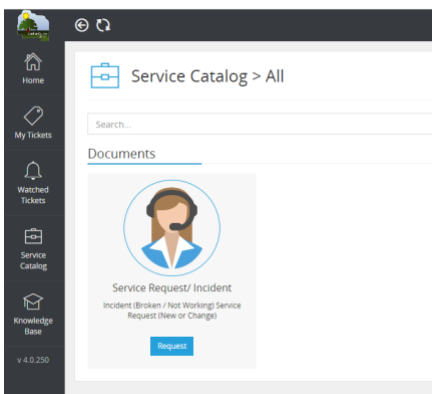 Service Catalog > All
Home
Search...
My Tickets
Documents
Watched
Tickets
Service
Catalog
Service Request/ Incident
Incident (Broken / Not Working) Service
Request (New or Change)
Knowledge
Base
Request
v 4.0.250